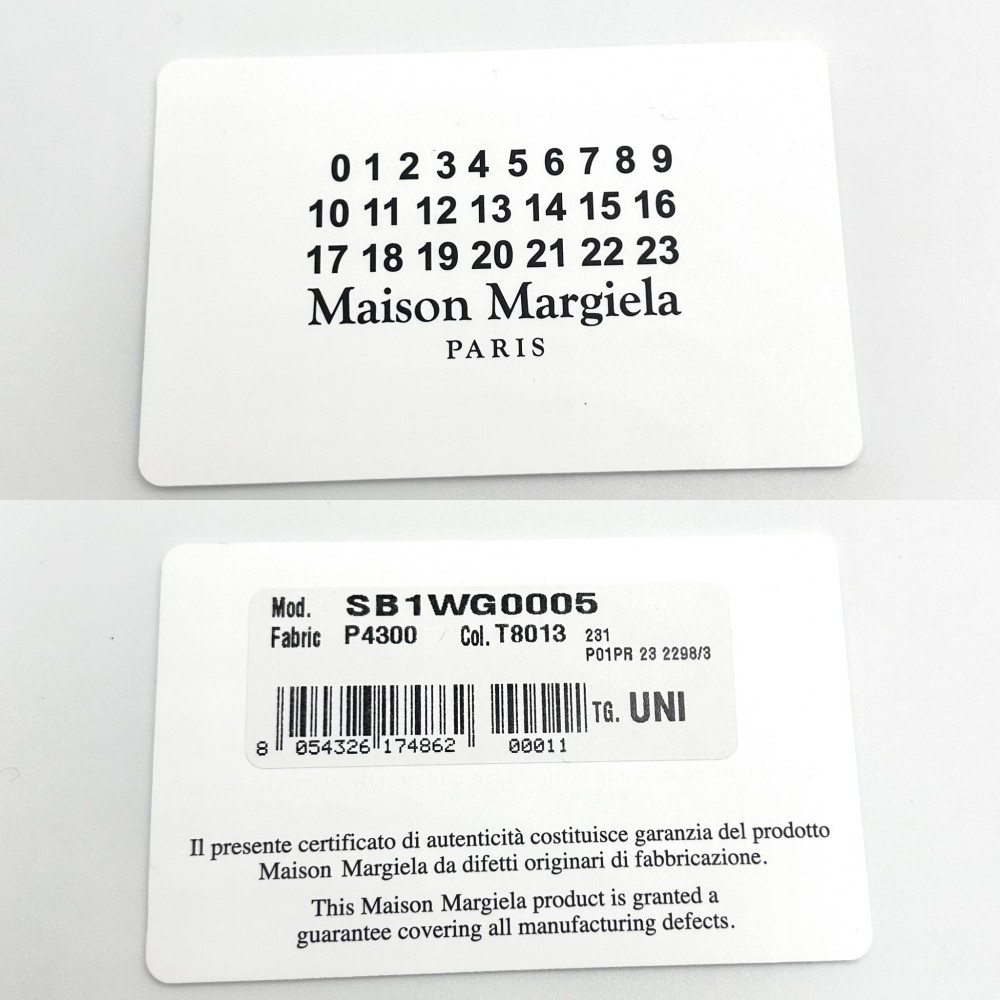 0 1 2 3 4 5 6 7 8 9
10 11 12 13 14 15 16
17 18 19 20 21 22 23
Maison Margiela
PARIS
Mod. SB1WG0005
Fabric P4300 Col. T8013 231
P01PR 23 2298/3
TG. UNI
8 054326 174862 00011
Il presente certificato di autenticità costituisce garanzia del prodotto
Maison Margiela da difetti originari di fabbricazione.
This Maison Margiela product is granted a
guarantee covering all manufacturing defects.